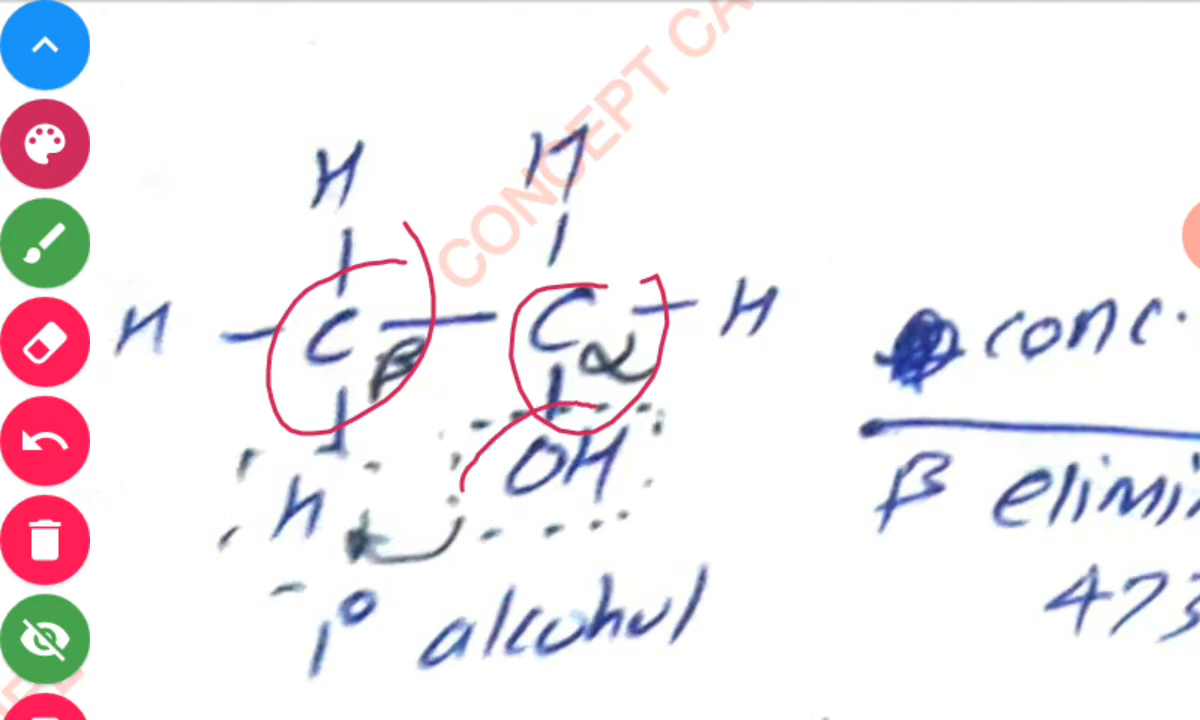 CONCEPT CA
H H
H - C - C - H
β α
H OH
conc.
β elimi
473
1° alcohol